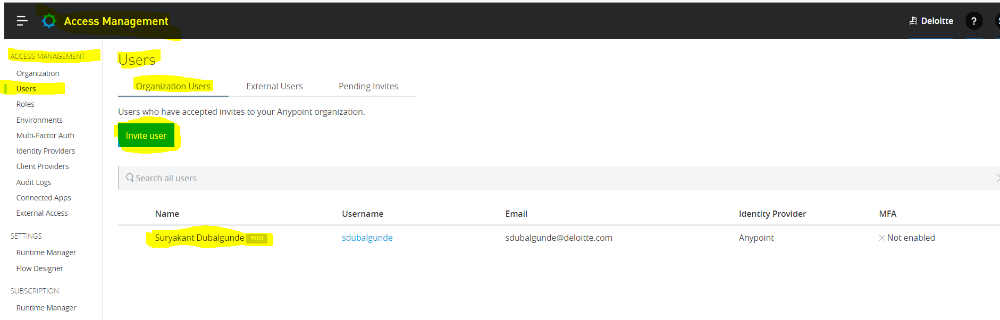 Access Management
Deloitte ?
ACCESS MANAGEMENT
Organization
Users
Roles
Environments
Multi-Factor Auth
Identity Providers
Client Providers
Audit Logs
Connected Apps
External Access
SETTINGS
Runtime Manager
Flow Designer
SUBSCRIPTION
Runtime Manager
Users
Organization Users External Users Pending Invites
Users who have accepted invites to your Anypoint organization.
Invite user
Search all users
Name Username Email Identity Provider MFA
Suryakant Dubalgunde YOU sdubalgunde sdubalgunde@deloitte.com Anypoint Not enabled